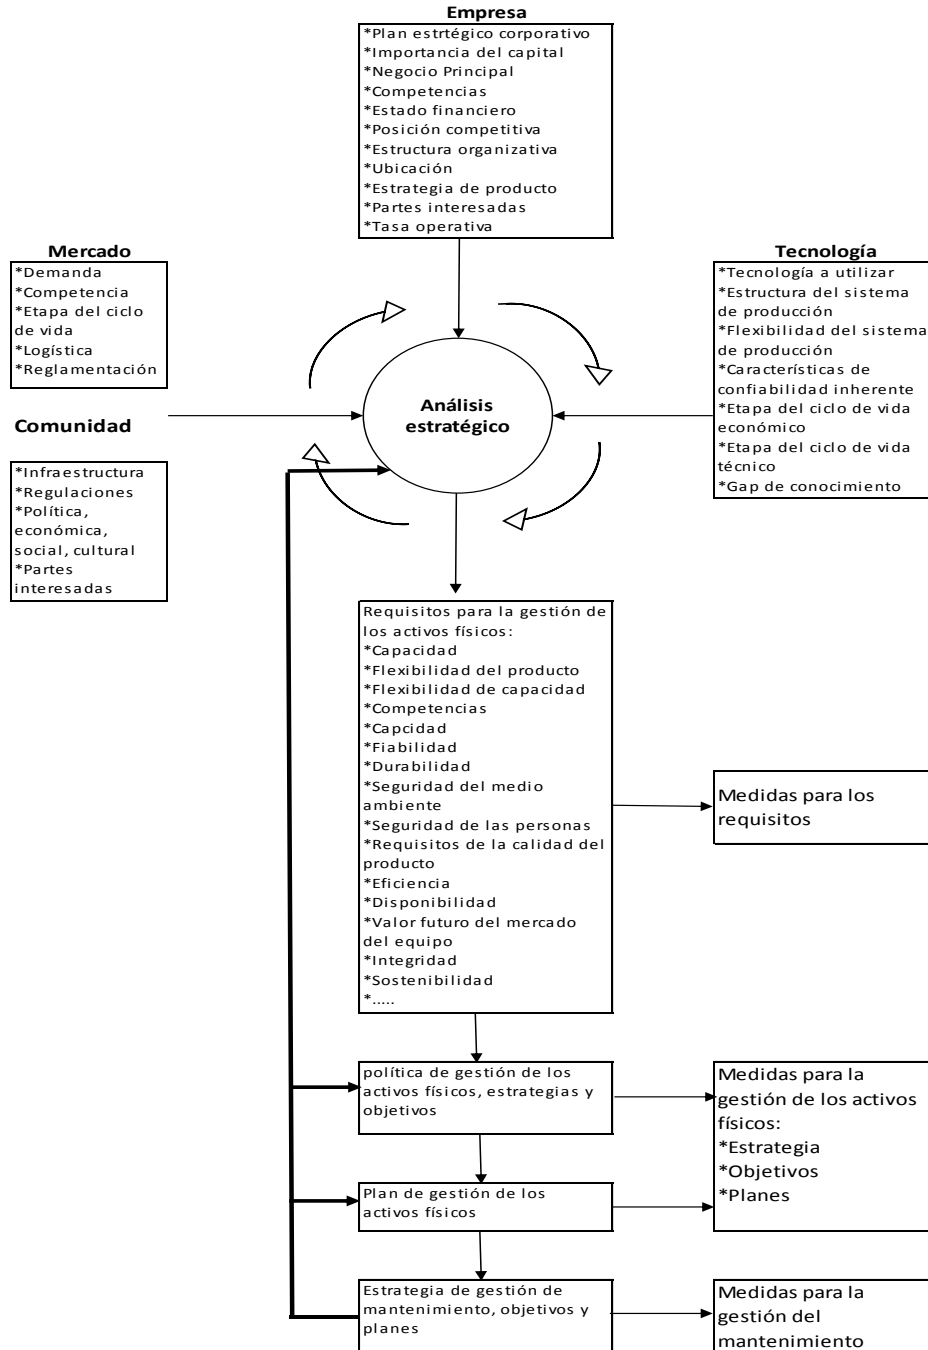 Empresa
*Plan estrtégico corporativo
*Importancia del capital
*Negocio Principal
*Competencias
*Estado financiero
*Posición competitiva
*Estructura organizativa
*Ubicación
*Estrategia de producto
*Partes interesadas
*Tasa operativa
Mercado
*Demanda
*Competencia
*Etapa del ciclo
de vida
*Logística
*Reglamentación
Comunidad
*Infraestructura
*Regulaciones
*Política,
económica,
social, cultural
*Partes
interesadas
Análisis
estratégico
Tecnología
*Tecnología a utilizar
*Estructura del sistema
de producción
*Flexibilidad del sistema
de producción
*Características de
confiabilidad inherente
*Etapa del ciclo de vida
económico
*Etapa del ciclo de vida
técnico
*Gap de conocimiento
Requisitos para la gestión de
los activos físicos:
*Capacidad
*Flexibilidad del producto
*Flexibilidad de capacidad
*Competencias
*Capcidad
*Fiabilidad
*Durabilidad
*Seguridad del medio
ambiente
*Seguridad de las personas
*Requisitos de la calidad del
producto
*Eficiencia
*Disponibilidad
*Valor futuro del mercado
del equipo
*Integridad
*Sostenibilidad
*.....
Medidas para los
requisitos
política de gestión de los
activos físicos, estrategias y
objetivos
Medidas para la
gestión de los activos
físicos:
*Estrategia
*Objetivos
*Planes
Plan de gestión de los
activos físicos
Estrategia de gestión de
mantenimiento, objetivos y
planes
Medidas para la
gestión del
mantenimiento